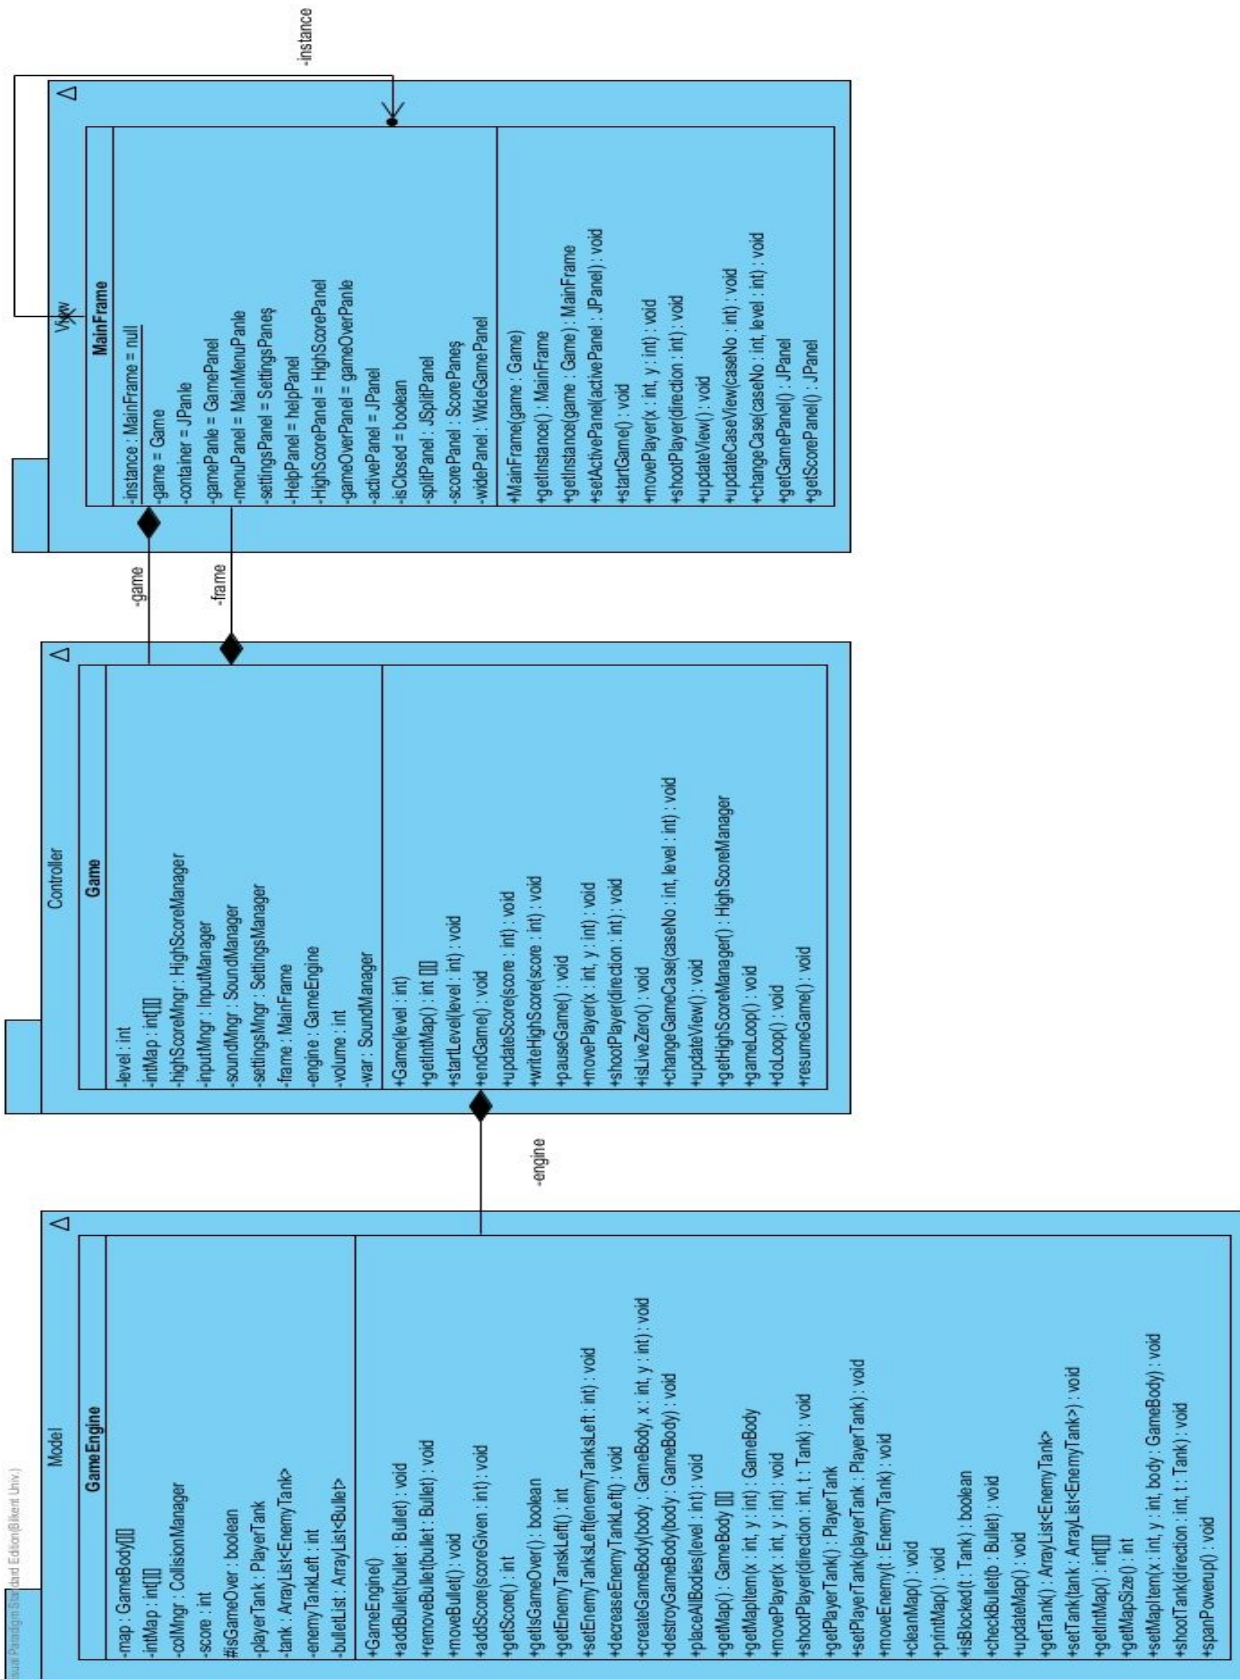 Visual Paradigm Standard Edition(Bilkent Univ.)
Model
GameEngine
-map : GameBody[][]
-intMap : int[][]
-colMngr : CollisionManager
-score : int
#isGameOver : boolean
-playerTank : PlayerTank
-tank : ArrayList<EnemyTank>
-enemyTankLeft : int
-bulletList : ArrayList<Bullet>
+GameEngine()
+addBullet(bullet : Bullet) : void
+removeBullet(bullet : Bullet) : void
+moveBullet() : void
+addScore(scoreGiven : int) : void
+getScore() : int
+getIsGameOver() : boolean
+getEnemyTanskLeft() : int
+setEnemyTanksLeft(enemyTanksLeft : int) : void
+decreaseEnemyTankLeft() : void
+createGameBody(body : GameBody, x : int, y : int) : void
+destroyGameBody(body : GameBody) : void
+placeAllBodies(level : int) : void
+getMap() : GameBody [][]
+getMapItem(x : int, y : int) : GameBody
+movePlayer(x : int, y : int) : void
+shootPlayer(direction : int, t : Tank) : void
+getPlayerTank() : PlayerTank
+setPlayerTank(playerTank : PlayerTank) : void
+moveEnemy(t : EnemyTank) : void
+cleanMap() : void
+printMap() : void
+isBlocked(t : Tank) : boolean
+checkBullet(b : Bullet) : void
+updateMap() : void
+getTank() : ArrayList<EnemyTank>
+setTank(tank : ArrayList<EnemyTank>) : void
+getIntMap() : int[][]
+getMapSize() : int
+setMapItem(x : int, y : int, body : GameBody) : void
+shootTank(direction : int, t : Tank) : void
+spanPowerup() : void
-engine
Controller
Game
-level : int
-intMap : int[][]
-highScoreMngr : HighScoreManager
-inputMngr : InputManager
-soundMngr : SoundManager
-settingsMngr : SettingsManager
-frame : MainFrame
-engine : GameEngine
-volume : int
-war : SoundManager
+Game(level : int)
+getIntMap() : int [][]
+startLevel(level : int) : void
+endGame() : void
+updateScore(score : int) : void
+writeHighScore(score : int) : void
+pauseGame() : void
+movePlayer(x : int, y : int) : void
+shootPlayer(direction : int) : void
+isLiveZero() : void
+changeGameCase(caseNo : int, level : int) : void
+updateView() : void
+getHighScoreManager() : HighScoreManager
+gameLoop() : void
+doLoop() : void
+resumeGame() : void
-game
-frame
View
MainFrame
-instance : MainFrame = null
-game = Game
-container = JPanle
-gamePanle = GamePanel
-menuPanel = MainMenuPanle
-settingsPanel = SettingsPaneş
-HelpPanel = helpPanel
-HighScorePanel = HighScorePanel
-gameOverPanel = gameOverPanle
-activePanel = JPanel
-isClosed = boolean
-splitPanel : JSplitPanel
-scorePanel : ScorePaneş
-widePanel : WideGamePanel
+MainFrame(game : Game)
+getInstance() : MainFrame
+getInstance(game : Game) : MainFrame
+setActivePanel(activePanel : JPanel) : void
+startGame() : void
+movePlayer(x : int, y : int) : void
+shootPlayer(direction : int) : void
+updateView() : void
+updateCaseView(caseNo : int) : void
+changeCase(caseNo : int, level : int) : void
+getGamePanel() : JPanel
+getScorePanel() : JPanel
-instance